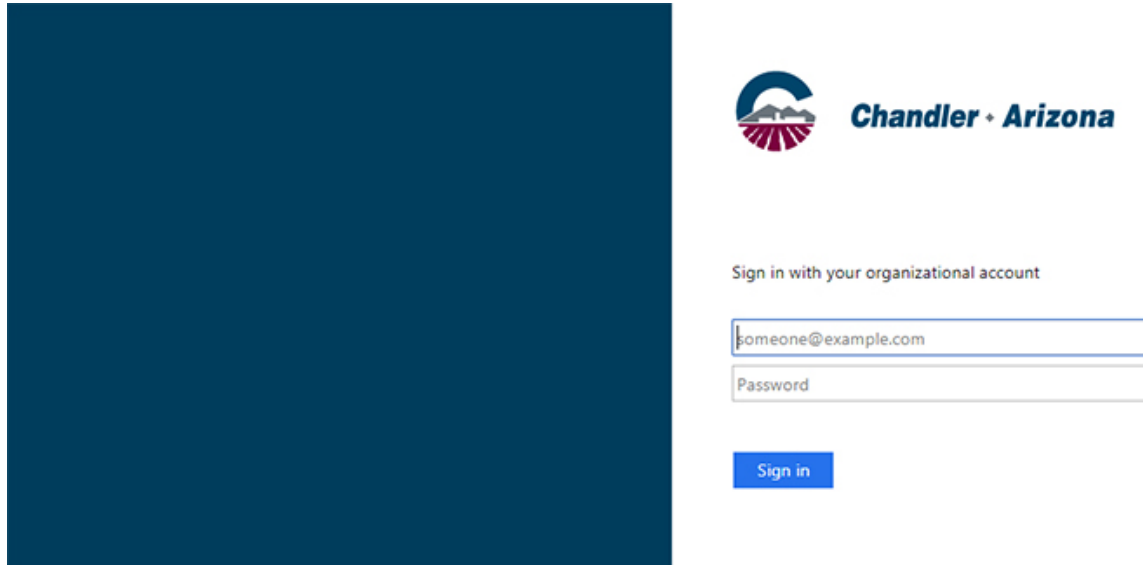 Chandler ⬥ Arizona
Sign in with your organizational account
someone@example.com
Password
Sign in